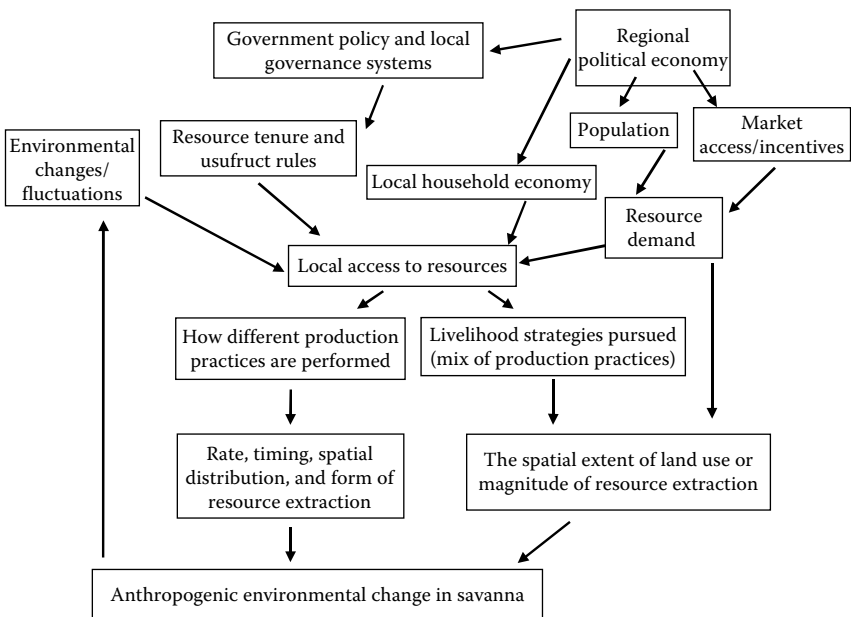 Government policy and local
governance systems
Regional
political economy
Environmental
changes/
fluctuations
Resource tenure and
usufruct rules
Population
Market
access/incentives
Local household economy
Resource
demand
Local access to resources
How different production
practices are performed
Livelihood strategies pursued
(mix of production practices)
Rate, timing, spatial
distribution, and form of
resource extraction
The spatial extent of land use or
magnitude of resource extraction
Anthropogenic environmental change in savanna